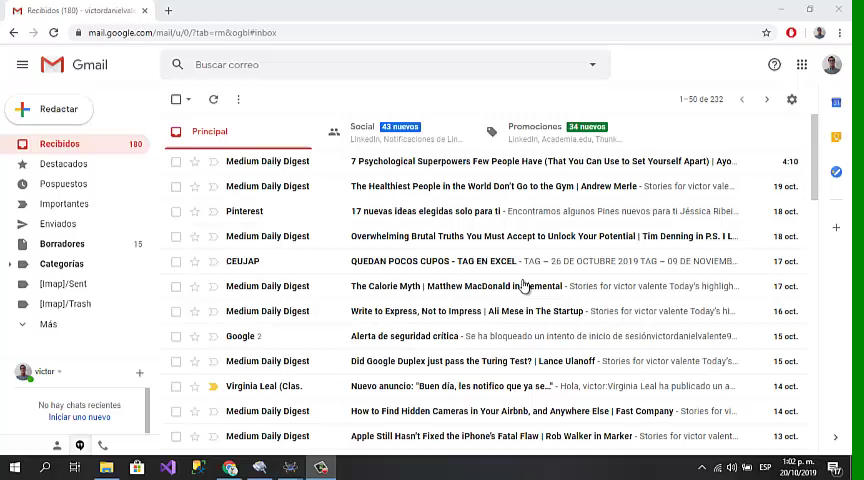 Recibidos (180) - victordanielval
mail.google.com/mail/u/0/?tab=rm&ogbl#inbox
Gmail
Buscar correo
Redactar
1–50 de 232
Recibidos 180
Destacados
Pospuestos
Importantes
Enviados
Borradores 15
Categorías
[Imap]/Sent
[Imap]/Trash
Más
victor
No hay chats recientes
Iniciar uno nuevo
Principal
Social 43 nuevos
LinkedIn, Notificaciones de Lin...
Promociones 34 nuevos
LinkedIn, Academia.edu, Thunk...
Medium Daily Digest 7 Psychological Superpowers Few People Have (That You Can Use to Set Yourself Apart) | Ayo... 4:10
Medium Daily Digest The Healthiest People in the World Don't Go to the Gym | Andrew Merle - Stories for victor vale... 19 oct.
Pinterest 17 nuevas ideas elegidas solo para ti - Encontramos algunos Pines nuevos para ti Jéssica Ribei... 18 oct.
Medium Daily Digest Overwhelming Brutal Truths You Must Accept to Unlock Your Potential | Tim Denning in P.S. I L... 18 oct.
CEUJAP QUEDAN POCOS CUPOS - TAG EN EXCEL - TAG – 26 DE OCTUBRE 2019 TAG – 09 DE NOVIEMB... 17 oct.
Medium Daily Digest The Calorie Myth | Matthew MacDonald in emental - Stories for victor valente Today's highligh... 17 oct.
Medium Daily Digest Write to Express, Not to Impress | Ali Mese in The Startup - Stories for victor valente Today's hi... 16 oct.
Google 2 Alerta de seguridad crítica - Se ha bloqueado un intento de inicio de sesiónvictordanielvalente9... 15 oct.
Medium Daily Digest Did Google Duplex just pass the Turing Test? | Lance Ulanoff - Stories for victor valente Today's... 15 oct.
Virginia Leal (Clas. Nuevo anuncio: "Buen día, les notifico que ya se..." - Hola, victor:Virginia Leal ha publicado un a... 14 oct.
Medium Daily Digest How to Find Hidden Cameras in Your Airbnb, and Anywhere Else | Fast Company - Stories for vi... 14 oct.
Medium Daily Digest Apple Still Hasn't Fixed the iPhone's Fatal Flaw | Rob Walker in Marker - Stories for victor valent... 13 oct.
ESP
1:02 p. m.
20/10/2019
17